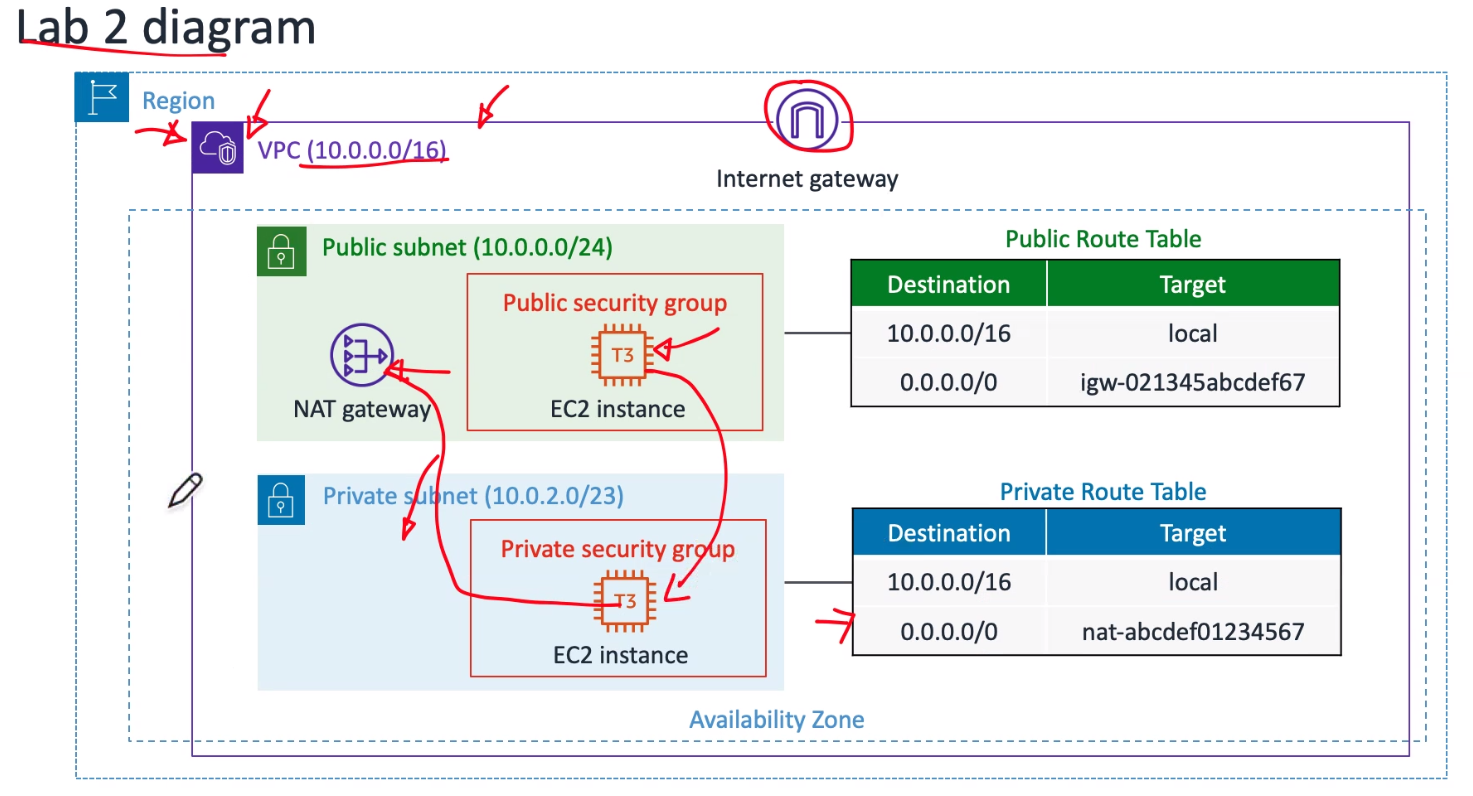 Lab 2 diagram
Region
VPC (10.0.0.0/16)
Internet gateway
Public subnet (10.0.0.0/24)
Public security group
T3
NAT gateway
EC2 instance
Public Route Table
Destination Target
10.0.0.0/16 local
0.0.0.0/0 igw-021345abcdef67
Private subnet (10.0.2.0/23)
Private security group
T3
EC2 instance
Private Route Table
Destination Target
10.0.0.0/16 local
0.0.0.0/0 nat-abcdef01234567
Availability Zone